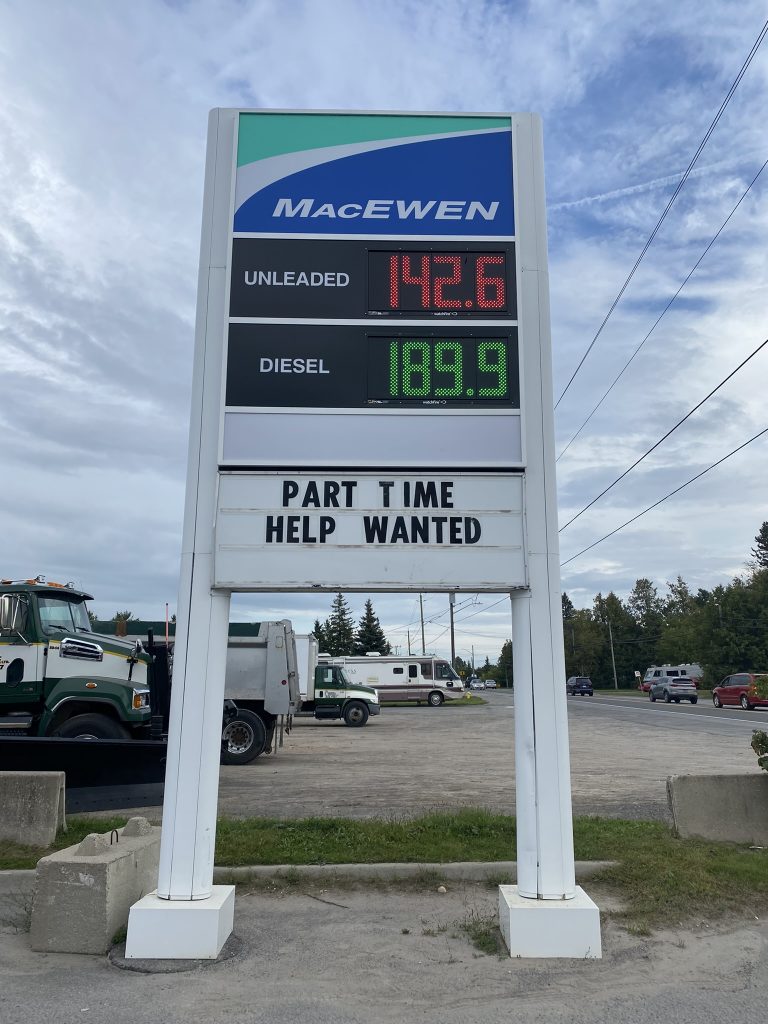 MACEWEN
UNLEADED 142.6
DIESEL 189.9
PART TIME
HELP WANTED